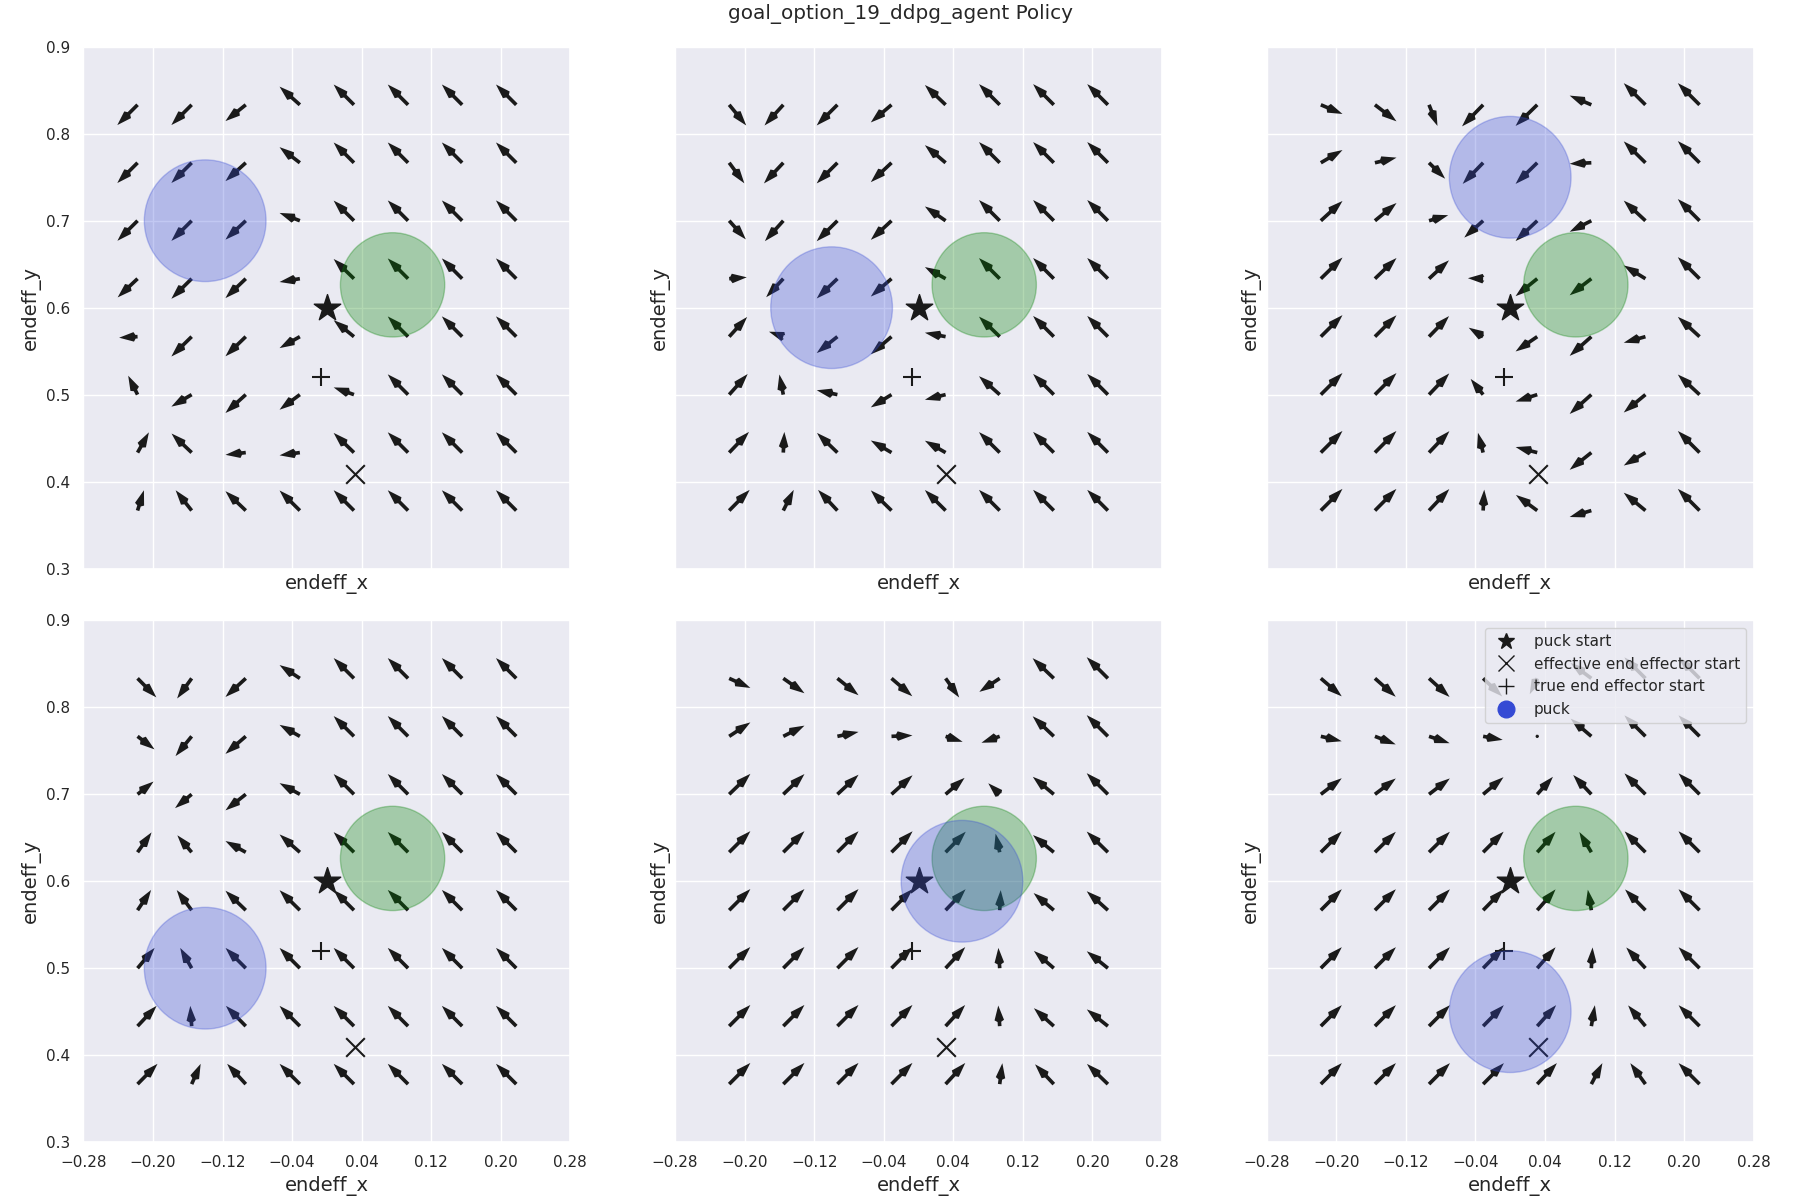 goal_option_19_ddpg_agent Policy
0.9
0.8
0.7
0.6
0.5
0.4
0.3
endeff_y
endeff_x
endeff_y
endeff_x
endeff_y
endeff_x
0.9
0.8
0.7
0.6
0.5
0.4
0.3
endeff_y
−0.28 −0.20 −0.12 −0.04 0.04 0.12 0.20 0.28
endeff_x
endeff_y
−0.28 −0.20 −0.12 −0.04 0.04 0.12 0.20 0.28
endeff_x
puck start
effective end effector start
true end effector start
puck
endeff_y
−0.28 −0.20 −0.12 −0.04 0.04 0.12 0.20 0.28
endeff_x